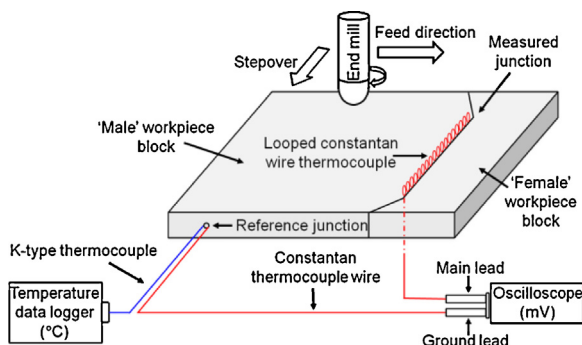 Feed direction
End mill
Stepover
Measured
junction
'Male' workpiece
block
Looped constantan
wire thermocouple
'Female'
workpiece
block
Reference junction
K-type thermocouple
Constantan
thermocouple wire
Main lead
Temperature
data logger
(°C)
Oscilloscope
(mV)
Ground lead